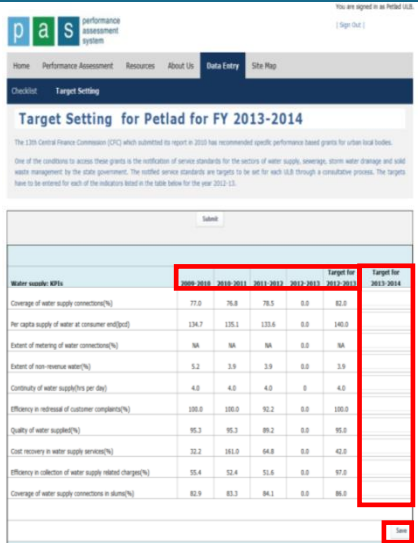 You are signed in as Petlad ULB.
pas performance
assessment
system
[ Sign Out ]
Home Performance Assessment Resources About Us Data Entry Site Map
Checklist Target Setting
Target Setting for Petlad for FY 2013-2014
The 13th Central Finance Commission (CFC) which submitted its report in 2010 has recommended specific performance based grants for urban local bodies.
One of the conditions to access these grants is the notification of service standards for the sectors of water supply, sewerage, storm water drainage and solid
waste management by the state government. The notified service standards are targets to be set for each ULB through a consultative process. The targets
have to be entered for each of the indicators listed in the table below for the year 2012-13.
Submit
Water supply: KPIs 2009-2010 2010-2011 2011-2012 2012-2013 Target for 2012-2013 Target for 2013-2014
Coverage of water supply connections(%) 77.0 76.8 78.5 0.0 82.0
Per capita supply of water at consumer end(lpcd) 134.7 135.1 133.6 0.0 140.0
Extent of metering of water connections(%) NA NA NA 0.0 NA
Extent of non-revenue water(%) 5.2 3.9 3.9 0.0 3.9
Continuity of water supply(hrs per day) 4.0 4.0 4.0 0 4.0
Efficiency in redressal of customer complaints(%) 100.0 100.0 92.2 0.0 100.0
Quality of water supplied(%) 95.3 95.3 89.2 0.0 95.0
Cost recovery in water supply services(%) 32.2 161.0 64.8 0.0 42.0
Efficiency in collection of water supply related charges(%) 55.4 52.4 51.6 0.0 97.0
Coverage of water supply connections in slums(%) 82.9 83.3 84.1 0.0 86.0
Save